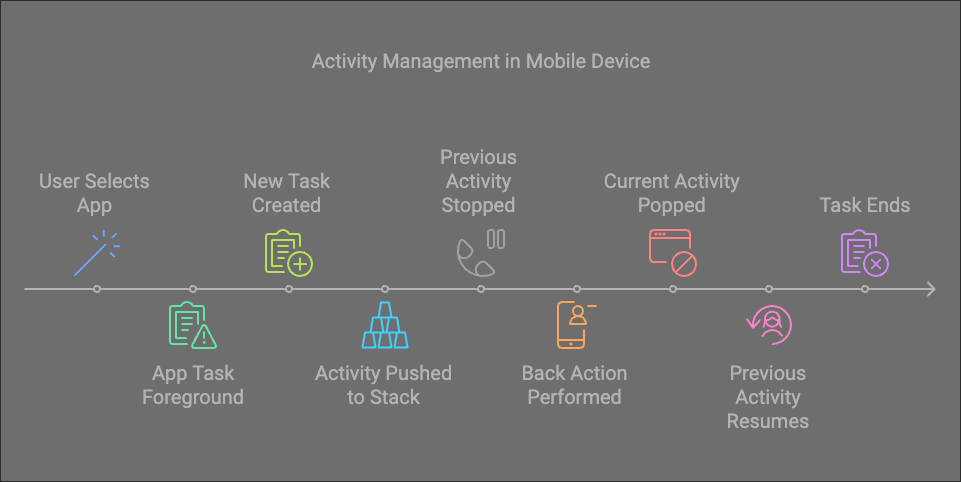 Activity Management in Mobile Device
User Selects
App
App Task
Foreground
New Task
Created
Activity Pushed
to Stack
Previous
Activity
Stopped
Back Action
Performed
Current Activity
Popped
Previous
Activity
Resumes
Task Ends